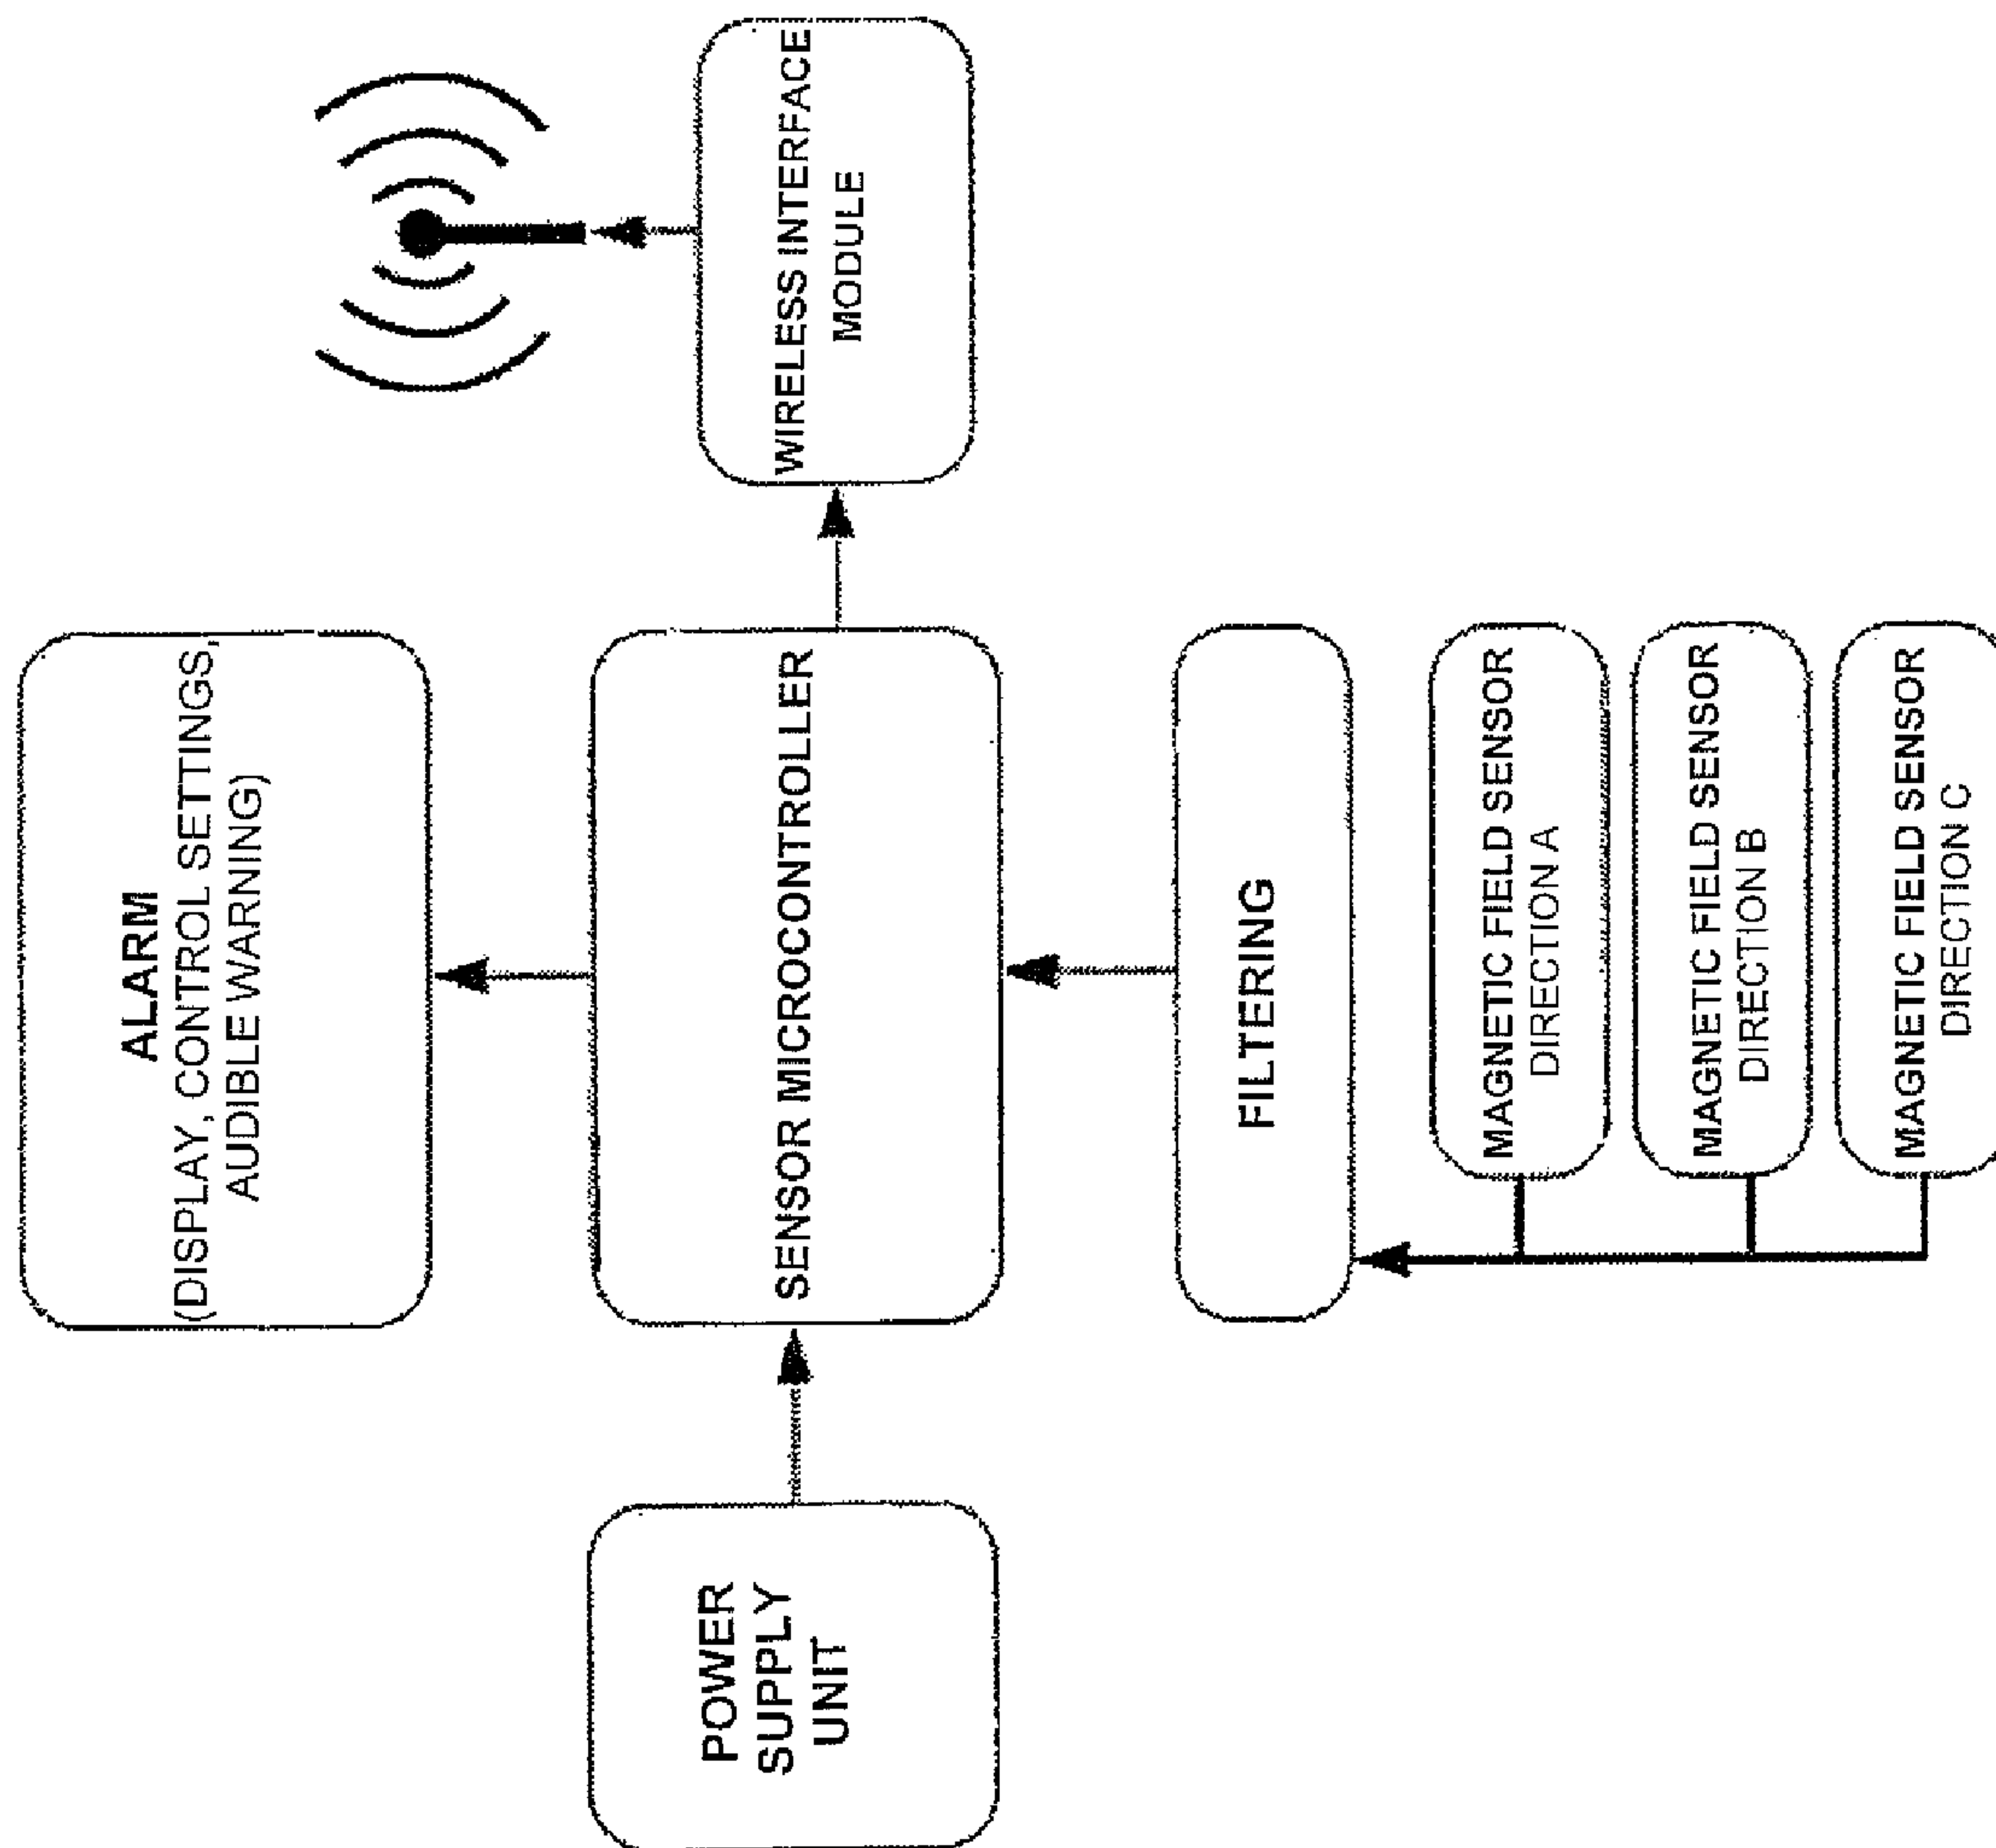 ALARM
(DISPLAY, CONTROL SETTINGS,
AUDIBLE WARNING)
POWER
SUPPLY
UNIT
SENSOR MICROCONTROLLER
WIRELESS INTERFACE
MODULE
FILTERING
MAGNETIC FIELD SENSOR
DIRECTION A
MAGNETIC FIELD SENSOR
DIRECTION B
MAGNETIC FIELD SENSOR
DIRECTION C